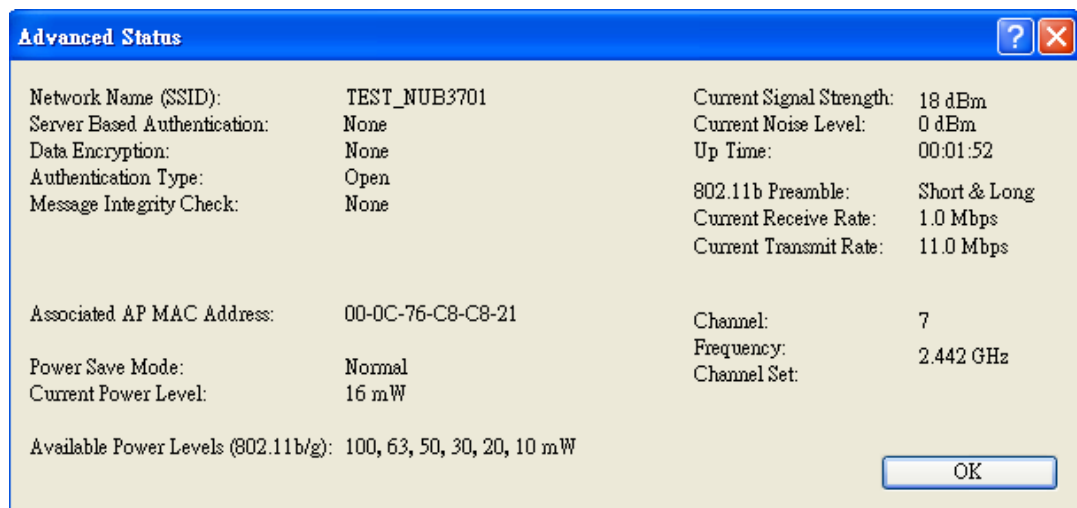 Advanced Status
Network Name (SSID): TEST_NUB3701
Server Based Authentication: None
Data Encryption: None
Authentication Type: Open
Message Integrity Check: None
Current Signal Strength: 18 dBm
Current Noise Level: 0 dBm
Up Time: 00:01:52
802.11b Preamble: Short & Long
Current Receive Rate: 1.0 Mbps
Current Transmit Rate: 11.0 Mbps
Associated AP MAC Address: 00-0C-76-C8-C8-21
Power Save Mode: Normal
Current Power Level: 16 mW
Available Power Levels (802.11b/g): 100, 63, 50, 30, 20, 10 mW
Channel: 7
Frequency: 2.442 GHz
Channel Set:
OK